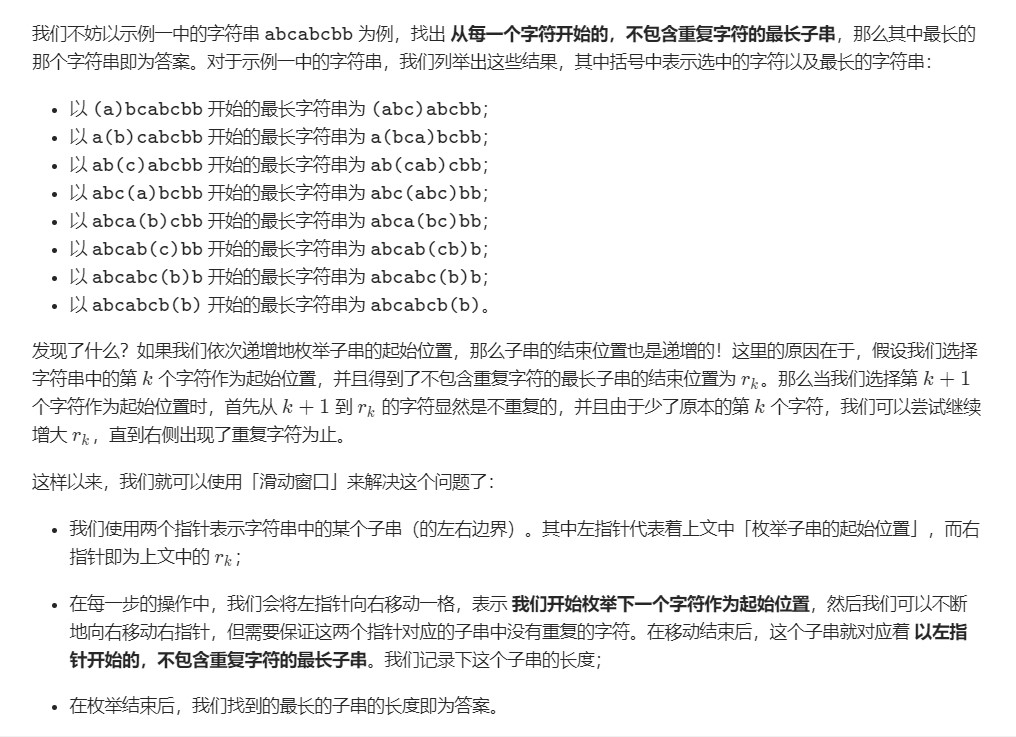 我们不妨以示例一中的字符串 abcabcbb 为例，找出 从每一个字符开始的，不包含重复字符的最长子串，那么其中最长的
那个字符串即为答案。对于示例一中的字符串，我们列举出这些结果，其中括号中表示选中的字符以及最长的字符串：
• 以 (a)bcabcbb 开始的最长字符串为 (abc)abcbb；
• 以 a(b)cabcbb 开始的最长字符串为 a(bca)bcbb；
• 以 ab(c)abcbb 开始的最长字符串为 ab(cab)cbb；
• 以 abc(a)bcbb 开始的最长字符串为 abc(abc)bb；
• 以 abca(b)cbb 开始的最长字符串为 abca(bc)bb；
• 以 abcab(c)bb 开始的最长字符串为 abcab(cb)b；
• 以 abcabc(b)b 开始的最长字符串为 abcabc(b)b；
• 以 abcabcb(b) 开始的最长字符串为 abcabcb(b)。
发现了什么？如果我们依次递增地枚举子串的起始位置，那么子串的结束位置也是递增的！这里的原因在于，假设我们选择
字符串中的第 k 个字符作为起始位置，并且得到了不包含重复字符的最长子串的结束位置为 rₖ。那么当我们选择第 k + 1
个字符作为起始位置时，首先从 k + 1 到 rₖ 的字符显然是不重复的，并且由于少了原本的第 k 个字符，我们可以尝试继续
增大 rₖ，直到右侧出现了重复字符为止。
这样以来，我们就可以使用「滑动窗口」来解决这个问题了：
• 我们使用两个指针表示字符串中的某个子串（的左右边界）。其中左指针代表着上文中「枚举子串的起始位置」，而右
指针即为上文中的 rₖ；
• 在每一步的操作中，我们会将左指针向右移动一格，表示 我们开始枚举下一个字符作为起始位置，然后我们可以不断
地向右移动右指针，但需要保证这两个指针对应的子串中没有重复的字符。在移动结束后，这个子串就对应着 以左指
针开始的，不包含重复字符的最长子串。我们记录下这个子串的长度；
• 在枚举结束后，我们找到的最长的子串的长度即为答案。